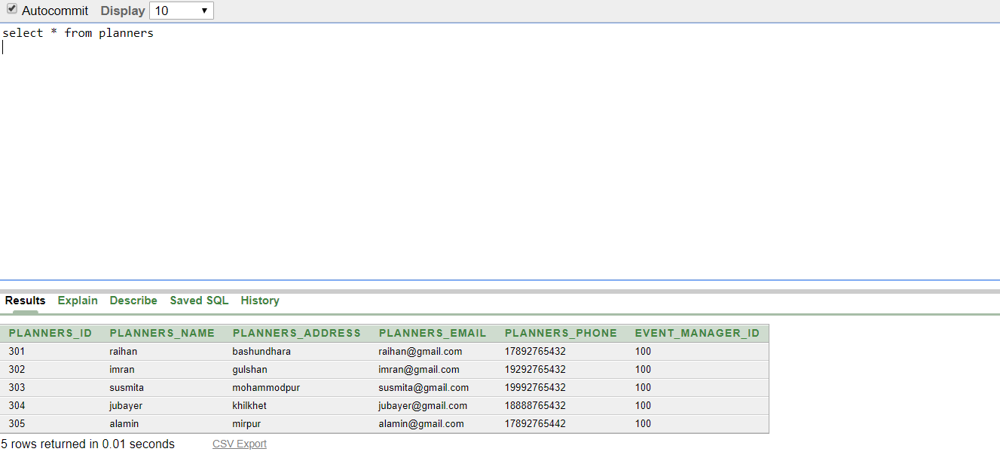 Autocommit Display 10
select * from planners
Results Explain Describe Saved SQL History
PLANNERS_ID PLANNERS_NAME PLANNERS_ADDRESS PLANNERS_EMAIL PLANNERS_PHONE EVENT_MANAGER_ID
301 raihan bashundhara raihan@gmail.com 17892765432 100
302 imran gulshan imran@gmail.com 19292765432 100
303 susmita mohammodpur susmita@gmail.com 19992765432 100
304 jubayer khilkhet jubayer@gmail.com 18888765432 100
305 alamin mirpur alamin@gmail.com 17892765442 100
5 rows returned in 0.01 seconds CSV Export